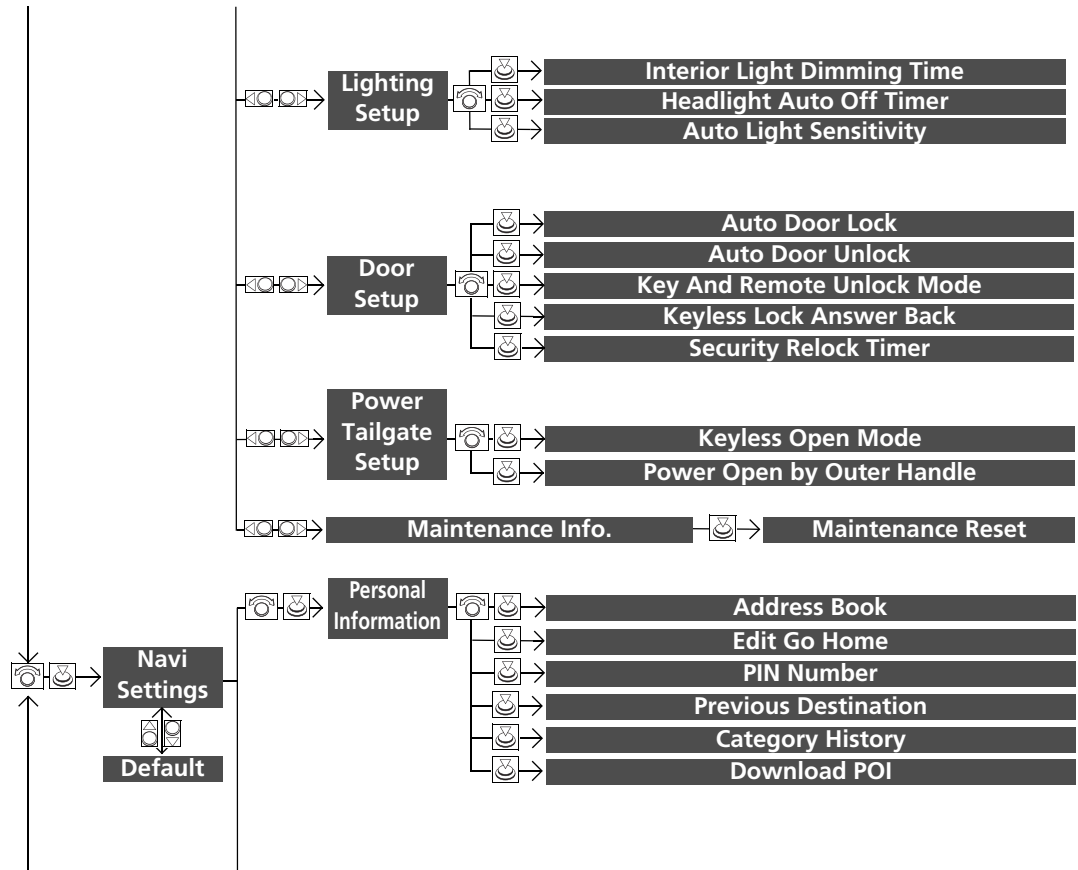 Lighting
Setup
Interior Light Dimming Time
Headlight Auto Off Timer
Auto Light Sensitivity
Door
Setup
Auto Door Lock
Auto Door Unlock
Key And Remote Unlock Mode
Keyless Lock Answer Back
Security Relock Timer
Power
Tailgate
Setup
Keyless Open Mode
Power Open by Outer Handle
Maintenance Info.
Maintenance Reset
Navi
Settings
Default
Personal
Information
Address Book
Edit Go Home
PIN Number
Previous Destination
Category History
Download POI